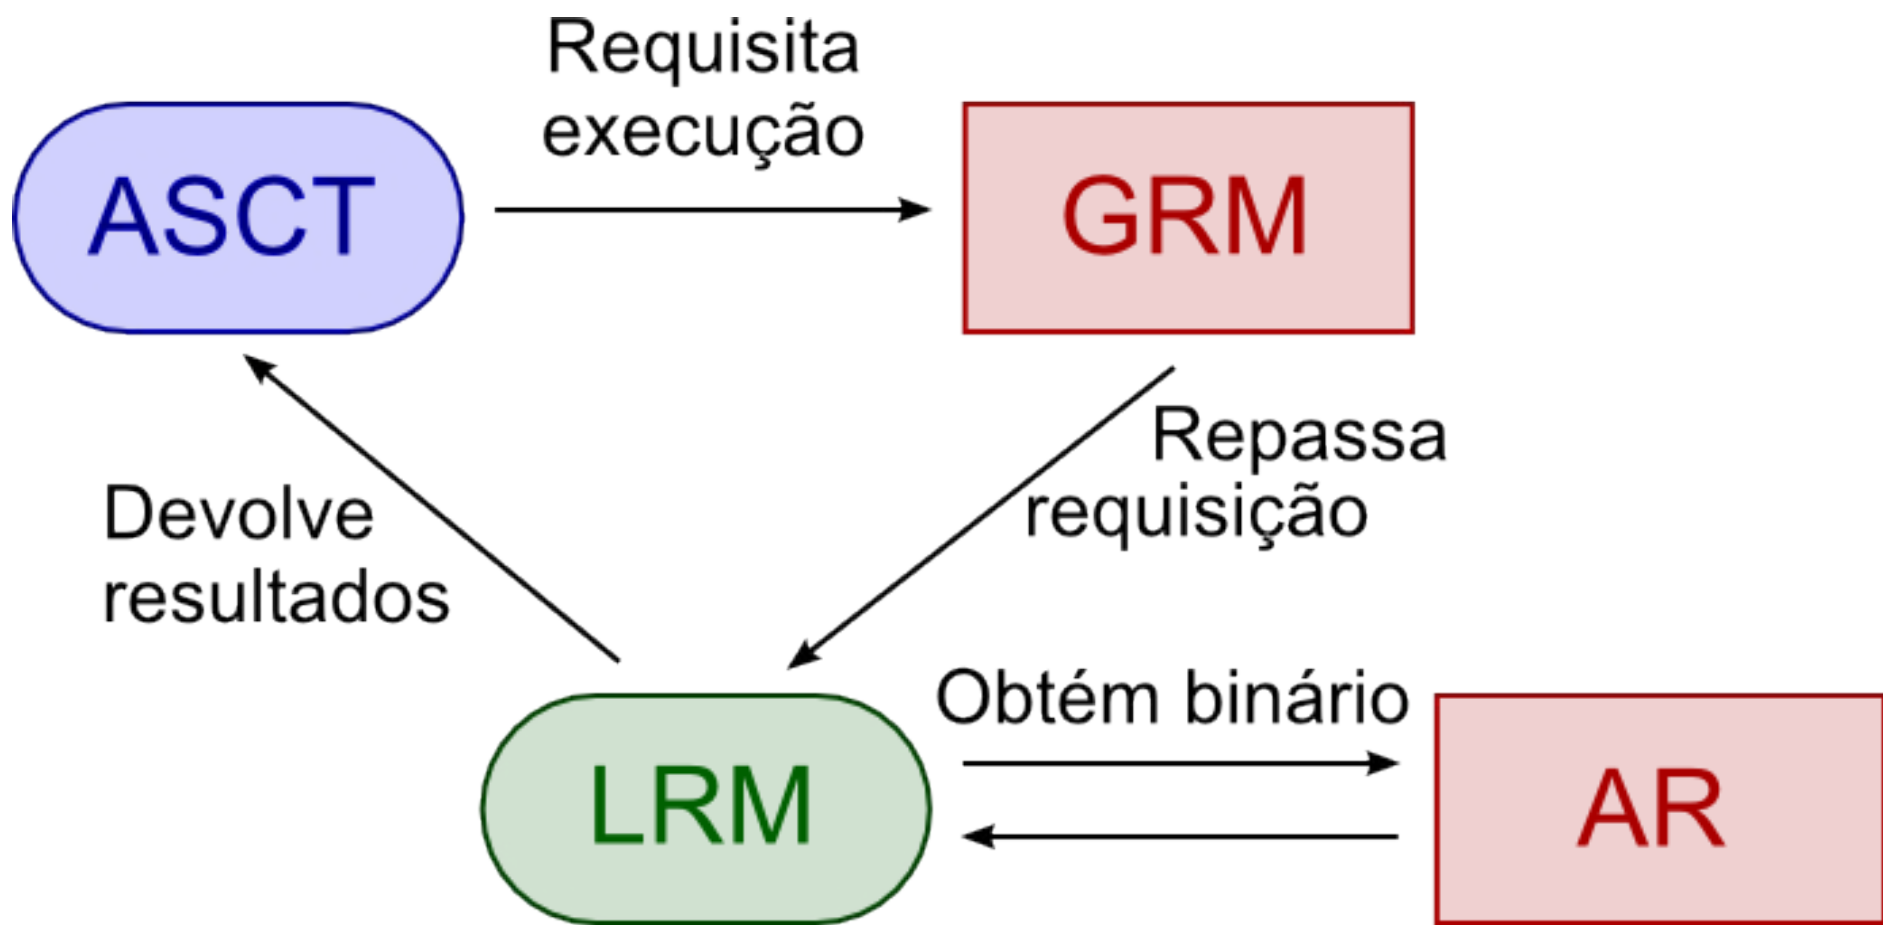 Requisita
execução
ASCT
GRM
Repassa
requisição
Devolve
resultados
Obtém binário
LRM
AR